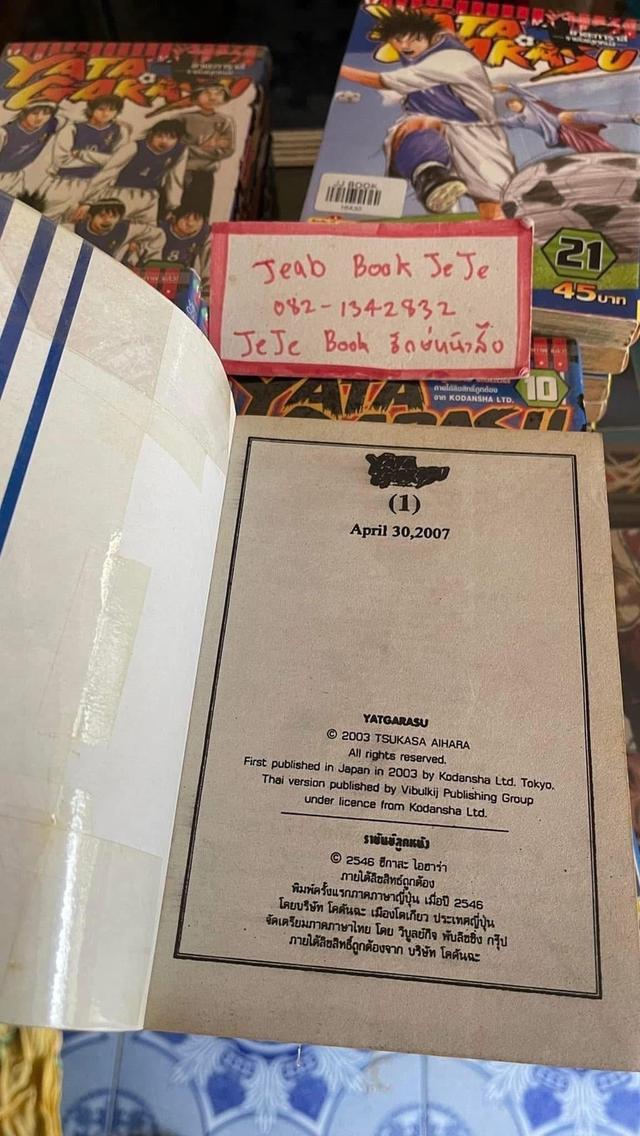 YATA
GARASU
YATA
GARASU
JJ BOOK
21
45บาท
Jeab Book JeJe
082-1342832
JeJe Book
YATA
10
ภายใต้ลิขสิทธิ์ถูกต้อง
จาก KODANSHA LTD.
YATA
GARASU
(1)
April 30,2007
YATGARASU
© 2003 TSUKASA AIHARA
All rights reserved.
First published in Japan in 2003 by Kodansha Ltd. Tokyo.
Thai version published by Vibulkij Publishing Group
under licence from Kodansha Ltd.
ราชันย์ลูกหนัง
© 2546 ซึกาสะ ไอฮาร่า
ภายใต้ลิขสิทธ์ถูกต้อง
พิมพ์ครั้งแรกภาคภาษาญี่ปุ่น เมื่อปี 2546
โดยบริษัท โคดันฉะ เมืองโตเกียว ประเทศญี่ปุ่น
จัดเตรียมภาคภาษาไทย โดย วิบูลย์กิจ พับลิชชิ่ง กรุ๊ป
ภายใต้ลิขสิทธิ์ถูกต้องจาก บริษัท โคดันฉะ